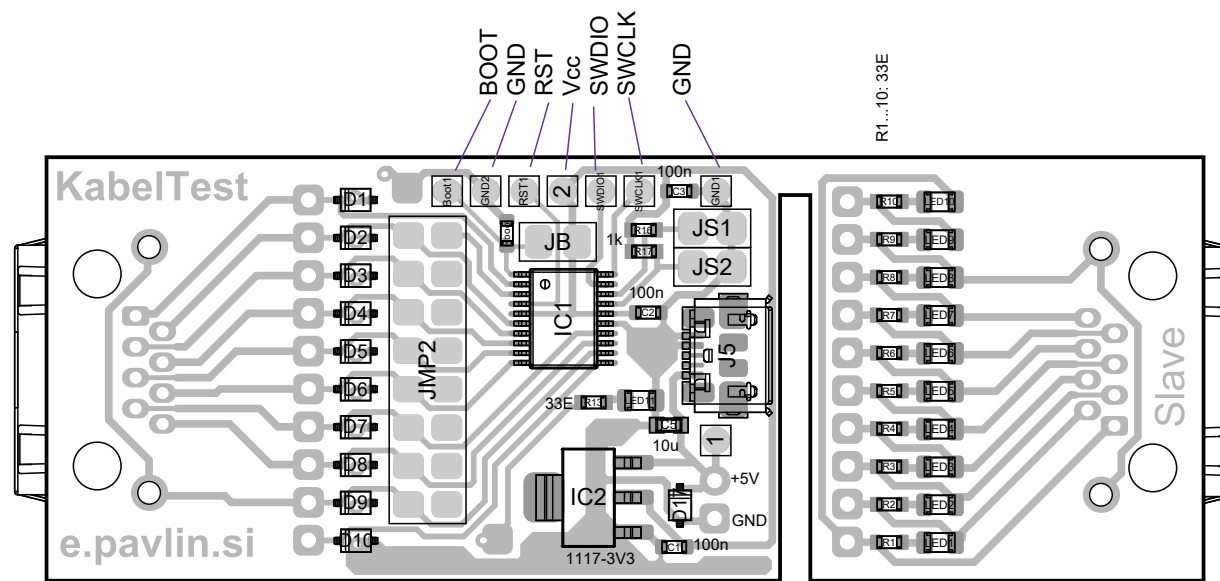 BOOT
GND
RST
Vcc
SWDIO
SWCLK
GND
R1...10: 33E
KabelTest
Boot1
GND2
RST1
2
SWDIO1
SWCLK1
100n
C3
GND1
D1
D2
D3
D4
D5
D6
D7
D8
D9
D10
JMP2
JB
1k
R16
R17
JS1
JS2
IC1
100n
C2
J5
33E
R13
ED11
C5
10u
1
+5V
IC2
GND
C1
100n
1117-3V3
e.pavlin.si
R10
ED10
R9
R8
R7
R6
R5
R4
R3
R2
R1
Slave